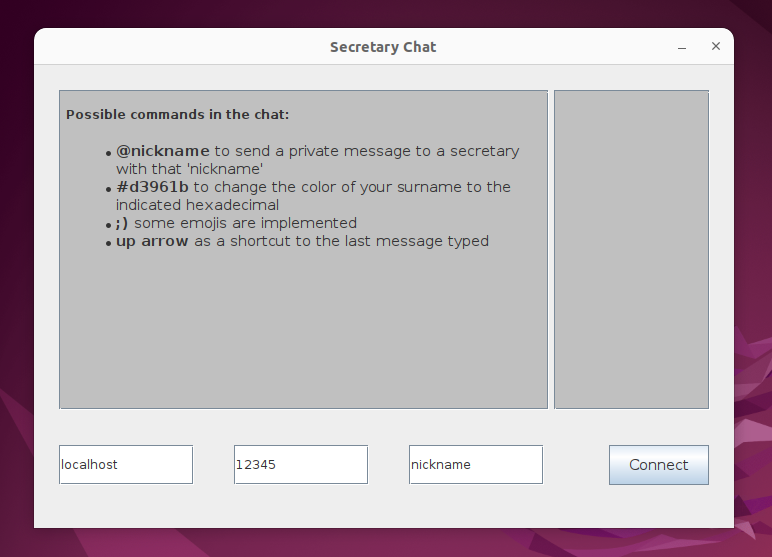 Secretary Chat
Possible commands in the chat:
• @nickname to send a private message to a secretary
with that 'nickname'
• #d3961b to change the color of your surname to the
indicated hexadecimal
• ;) some emojis are implemented
• up arrow as a shortcut to the last message typed
localhost
12345
nickname
Connect